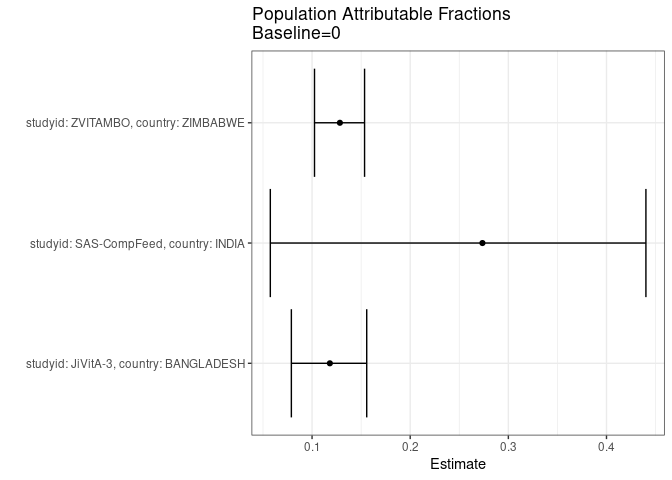 Population Attributable Fractions
Baseline=0
studyid: ZVITAMBO, country: ZIMBABWE
studyid: SAS-CompFeed, country: INDIA
studyid: JiVitA-3, country: BANGLADESH
0.1 0.2 0.3 0.4
Estimate